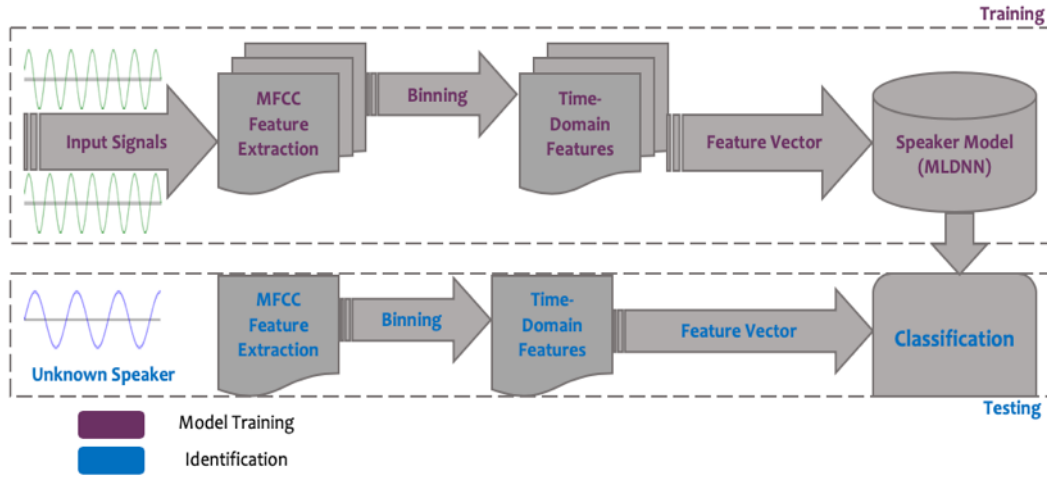 Training
Input Signals
MFCC
Feature
Extraction
Binning
Time-
Domain
Features
Feature Vector
Speaker Model
(MLDNN)
Unknown Speaker
MFCC
Feature
Extraction
Binning
Time-
Domain
Features
Feature Vector
Classification
Testing
Model Training
Identification